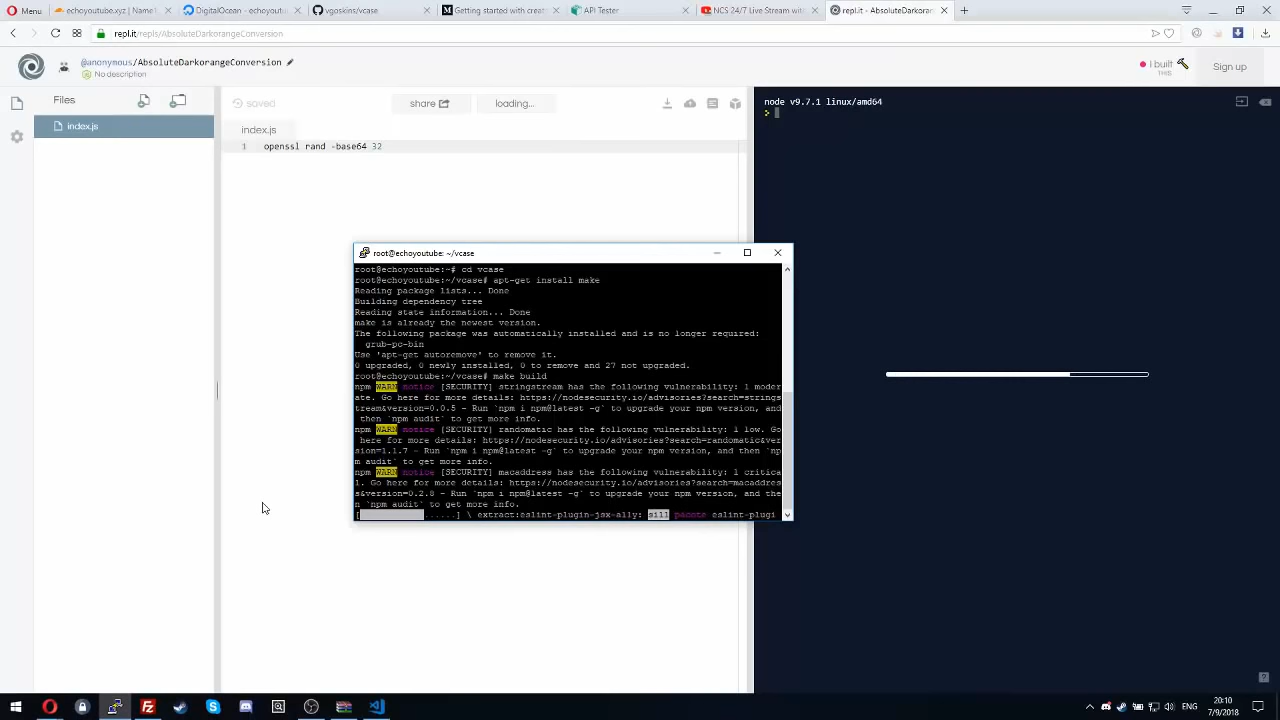 Menu
echoyoutube.xyz | Name
DigitalOcean - echoyoutu
vgoskins/vcase
Getting started with creat
API Tester
NCS 24/7 Live Stream wit
repl.it - AbsoluteDarkoran
repl.it/repls/AbsoluteDarkorangeConversion
@anonymous/AbsoluteDarkorangeConversion
No description
I built
THIS
Sign up
Files
saved
share
loading...
index.js
index.js
1 openssl rand -base64 32
node v9.7.1 linux/amd64
>
root@echoyoutube: ~/vcase
root@echoyoutube:~# cd vcase
root@echoyoutube:~/vcase# apt-get install make
Reading package lists... Done
Building dependency tree
Reading state information... Done
make is already the newest version.
The following package was automatically installed and is no longer required:
grub-pc-bin
Use 'apt-get autoremove' to remove it.
0 upgraded, 0 newly installed, 0 to remove and 27 not upgraded.
root@echoyoutube:~/vcase# make build
npm WARN notice [SECURITY] stringstream has the following vulnerability: 1 moder
ate. Go here for more details: https://nodesecurity.io/advisories?search=strings
tream&version=0.0.5 - Run `npm i npm@latest -g` to upgrade your npm version, and
then `npm audit` to get more info.
npm WARN notice [SECURITY] randomatic has the following vulnerability: 1 low. Go
here for more details: https://nodesecurity.io/advisories?search=randomatic&ver
sion=1.1.7 - Run `npm i npm@latest -g` to upgrade your npm version, and then `np
m audit` to get more info.
npm WARN notice [SECURITY] macaddress has the following vulnerability: 1 critica
l. Go here for more details: https://nodesecurity.io/advisories?search=macaddres
s&version=0.2.8 - Run `npm i npm@latest -g` to upgrade your npm version, and the
n `npm audit` to get more info.
[ ......] \ extract:eslint-plugin-jsx-a11y: sill pacote eslint-plugi
ENG
20:10
7/9/2018